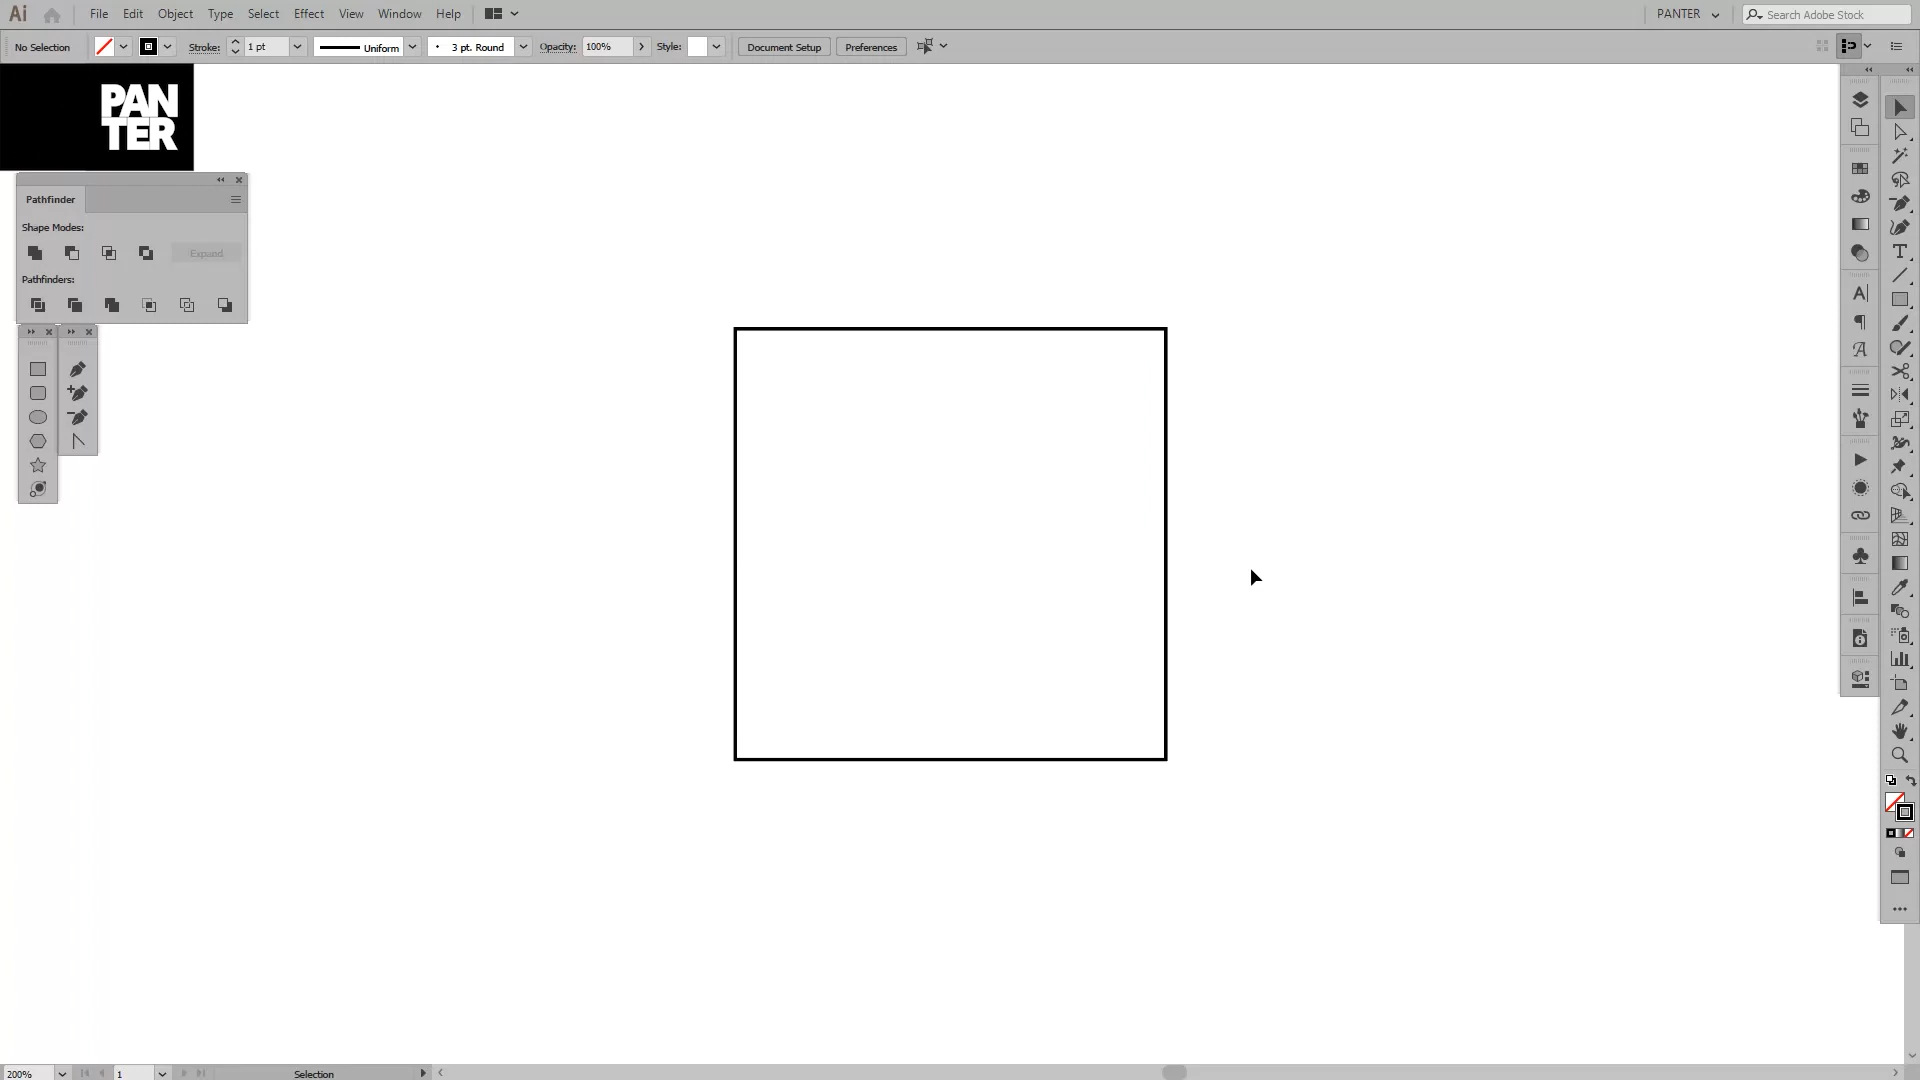 Ai File Edit Object Type Select Effect View Window Help PANTER Search Adobe Stock
No Selection Stroke: 1 pt Uniform 3 pt. Round Opacity: 100% Style: Document Setup Preferences
PAN
TER
Pathfinder
Shape Modes:
Expand
Pathfinders:
200% 1 Selection